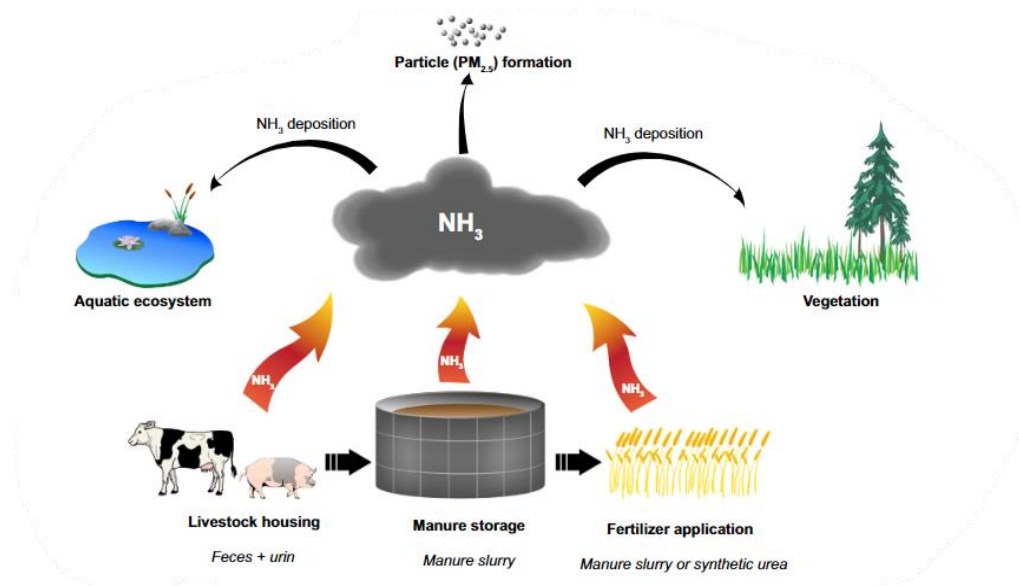 Particle (PM2.5) formation
NH3 deposition
NH3 deposition
NH3
Aquatic ecosystem
Vegetation
NH3
NH3
NH3
Livestock housing
Manure storage
Fertilizer application
Feces + urin
Manure slurry
Manure slurry or synthetic urea